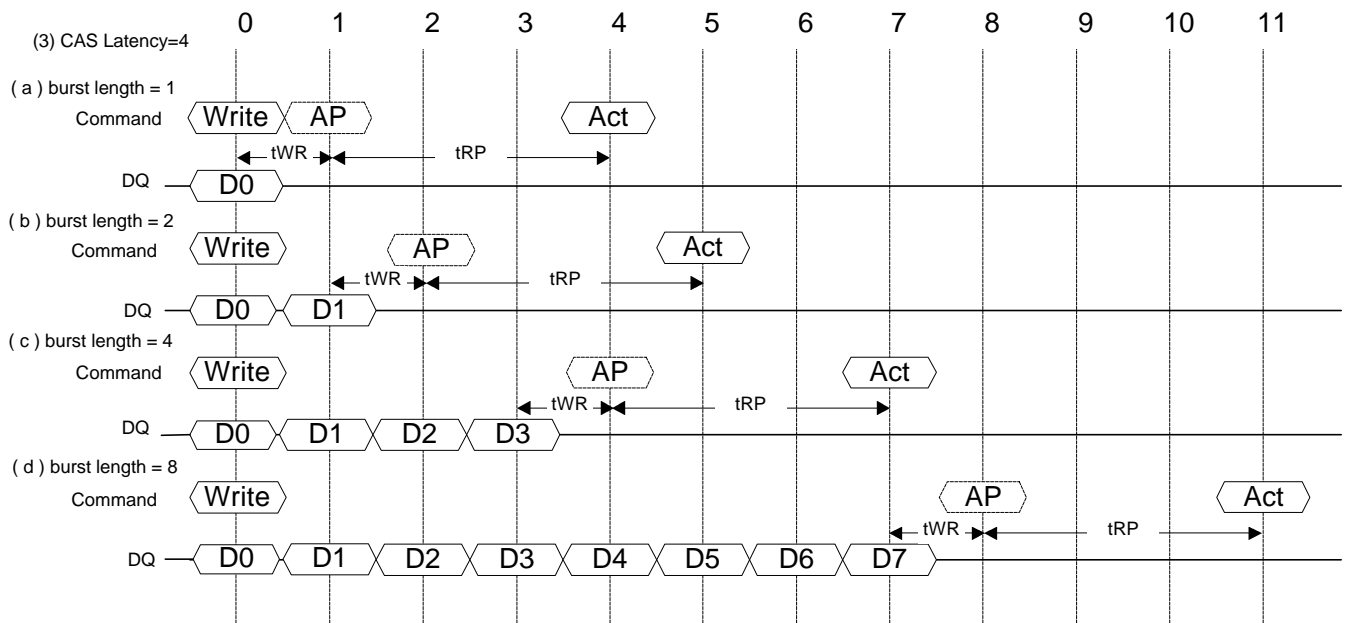 0 1 2 3 4 5 6 7 8 9 10 11
(3) CAS Latency=4
( a ) burst length = 1
Command Write AP Act
tWR tRP
DQ D0
( b ) burst length = 2
Command Write AP Act
tWR tRP
DQ D0 D1
( c ) burst length = 4
Command Write AP Act
tWR tRP
DQ D0 D1 D2 D3
( d ) burst length = 8
Command Write AP Act
tWR tRP
DQ D0 D1 D2 D3 D4 D5 D6 D7